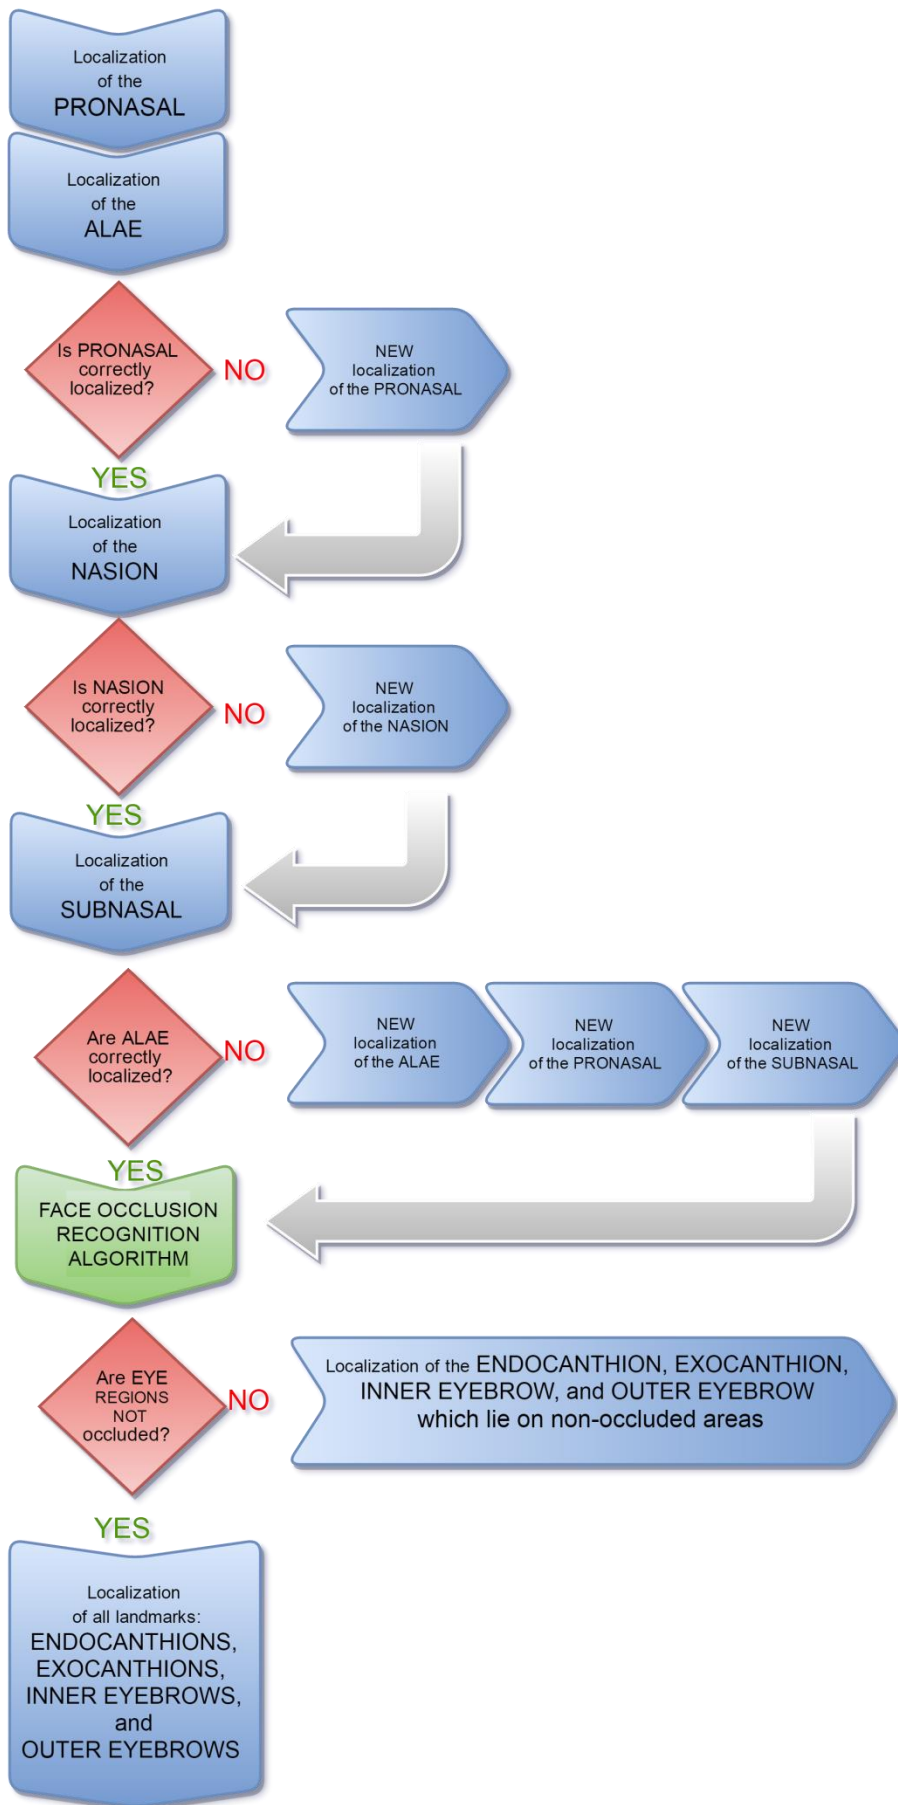 Localization
of the
PRONASAL
Localization
of the
ALAE
Is PRONASAL
correctly
localized?
NO
NEW
localization
of the PRONASAL
YES
Localization
of the
NASION
Is NASION
correctly
localized?
NO
NEW
localization
of the NASION
YES
Localization
of the
SUBNASAL
Are ALAE
correctly
localized?
NO
NEW
localization
of the ALAE
NEW
localization
of the PRONASAL
NEW
localization
of the SUBNASAL
YES
FACE OCCLUSION
RECOGNITION
ALGORITHM
Are EYE
REGIONS
NOT
occluded?
NO
Localization of the ENDOCANTHION, EXOCANTHION,
INNER EYEBROW, and OUTER EYEBROW
which lie on non-occluded areas
YES
Localization
of all landmarks:
ENDOCANTHIONS,
EXOCANTHIONS,
INNER EYEBROWS,
and
OUTER EYEBROWS